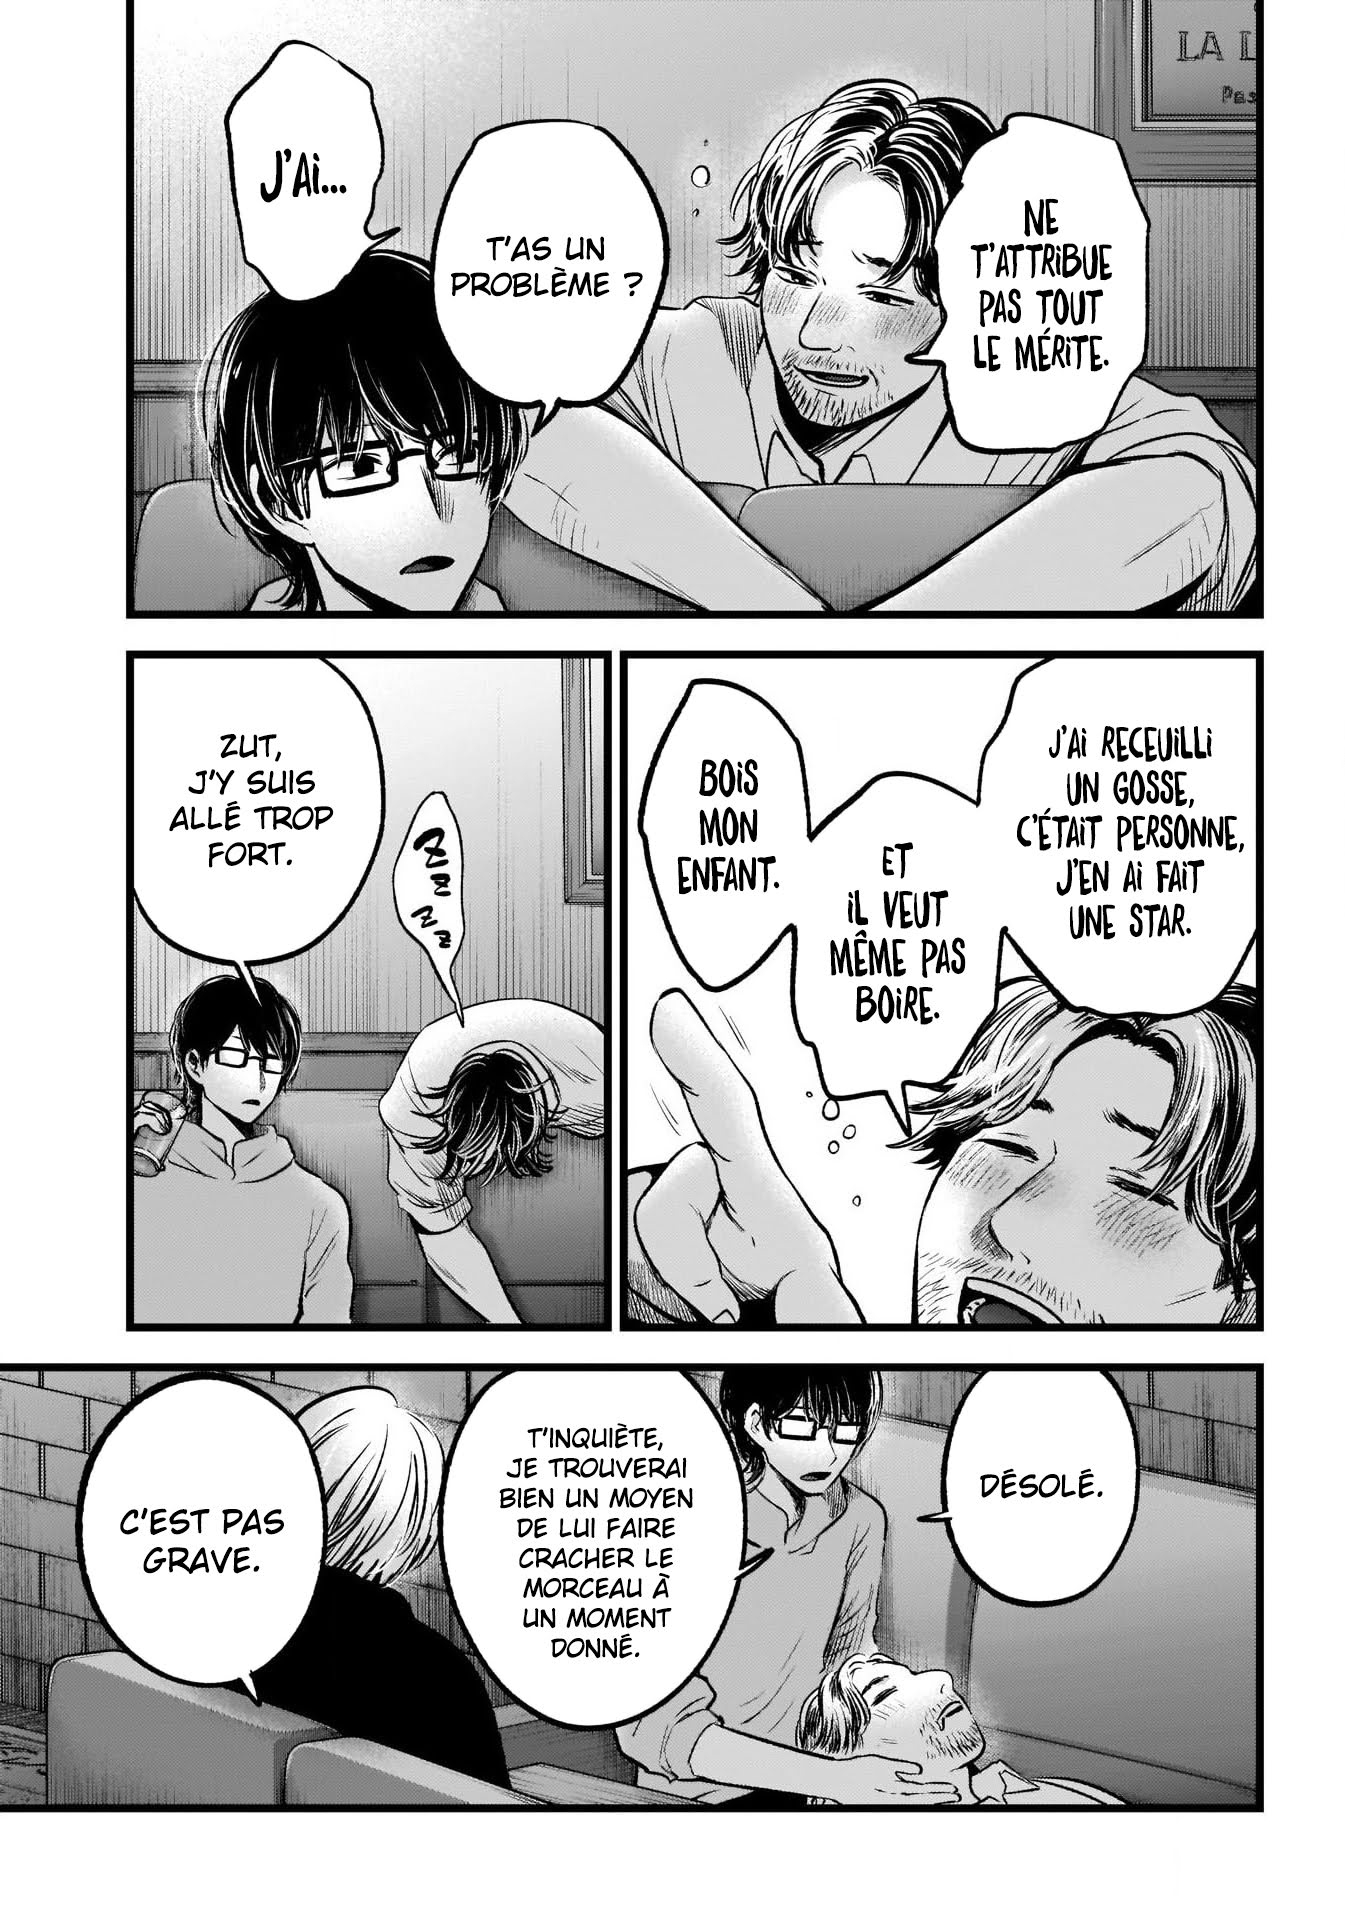 LA L
Pas
NE
T'ATTRIBUE
PAS TOUT
LE MÉRITE.
T'AS UN
PROBLÈME ?
J'AI...
J'AI RECEUILLI
UN GOSSE,
C'ÉTAIT PERSONNE,
J'EN AI FAIT
UNE STAR.
ET
IL VEUT
MÊME PAS
BOIRE.
BOIS
MON
ENFANT.
ZUT,
J'Y SUIS
ALLÉ TROP
FORT.
DÉSOLÉ.
T'INQUIÈTE,
JE TROUVERAI
BIEN UN MOYEN
DE LUI FAIRE
CRACHER LE
MORCEAU À
UN MOMENT
DONNÉ.
C'EST PAS
GRAVE.